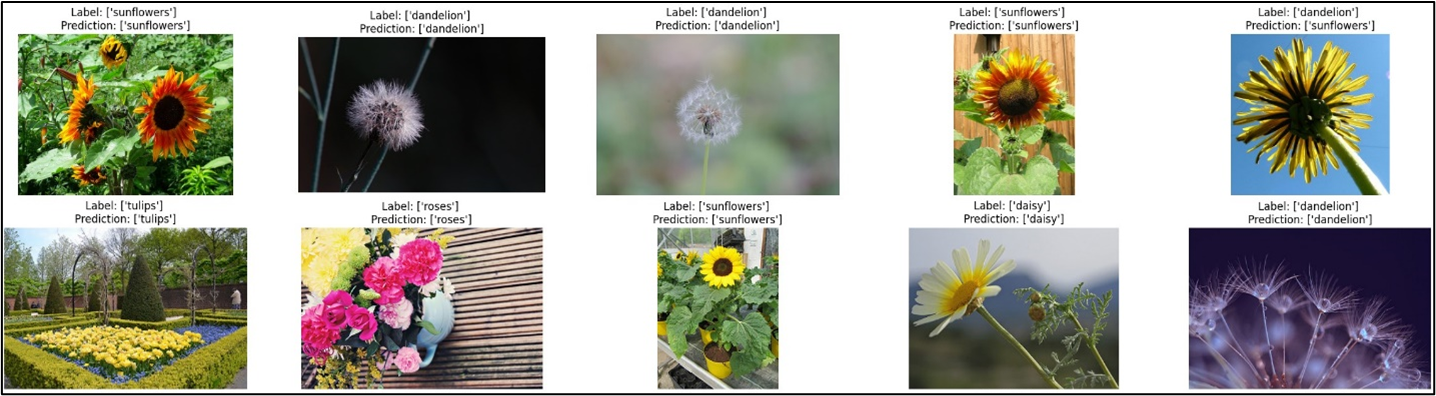 Label: ['sunflowers']
Prediction: ['sunflowers']
Label: ['dandelion']
Prediction: ['dandelion']
Label: ['dandelion']
Prediction: ['dandelion']
Label: ['sunflowers']
Prediction: ['sunflowers']
Label: ['dandelion']
Prediction: ['sunflowers']
Label: ['tulips']
Prediction: ['tulips']
Label: ['roses']
Prediction: ['roses']
Label: ['sunflowers']
Prediction: ['sunflowers']
Label: ['daisy']
Prediction: ['daisy']
Label: ['dandelion']
Prediction: ['dandelion']